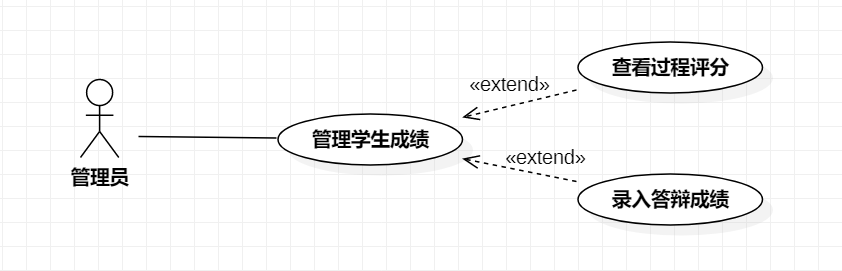 查看过程评分
«extend»
管理学生成绩
«extend»
管理员
录入答辩成绩